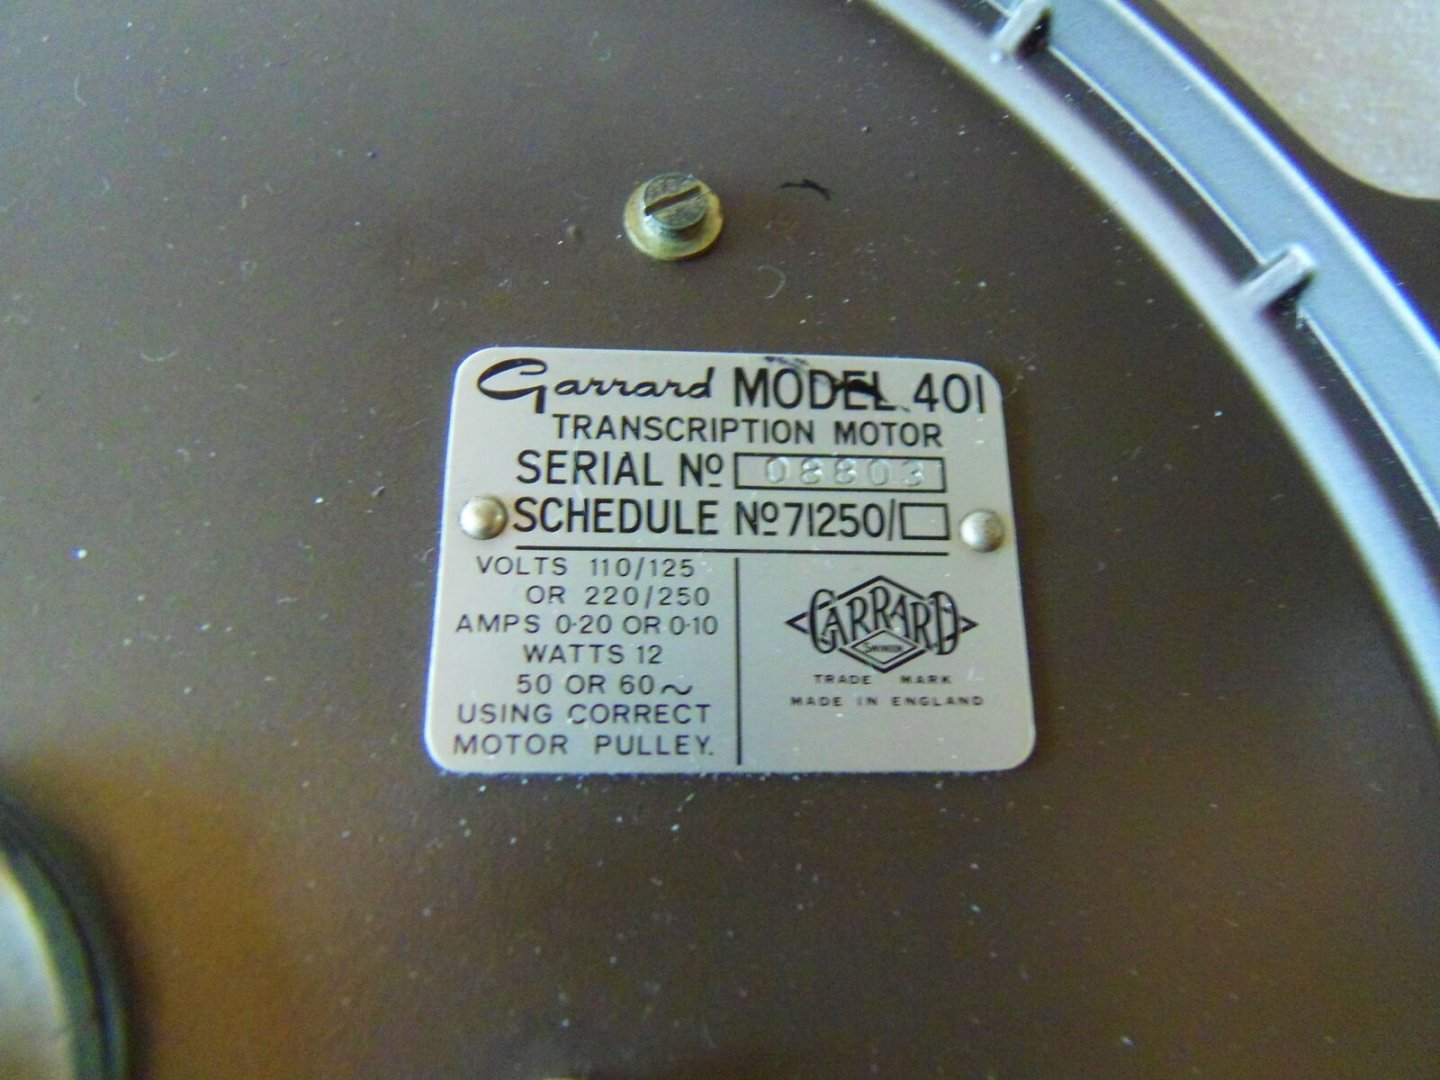 Garrard MODEL 401
TRANSCRIPTION MOTOR
SERIAL Nº 08803
SCHEDULE Nº 71250/
VOLTS 110/125
OR 220/250
AMPS 0·20 OR 0·10
WATTS 12
50 OR 60~
USING CORRECT
MOTOR PULLEY.
GARRARD
SWINDON
TRADE MARK
MADE IN ENGLAND